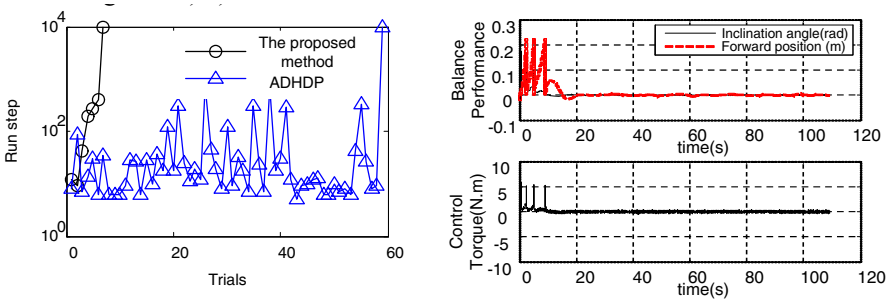 10^4
10^2
10^0
Run step
0
20
40
60
Trials
The proposed
method
ADHDP
0.3
0.2
0.1
0
-0.1
Balance
Performance
Inclination angle(rad)
Forward position (m)
0 20 40 60 80 100 120
time(s)
10
5
0
-5
-10
Control
Torque(N.m)
0 20 40 60 80 100 120
time(s)